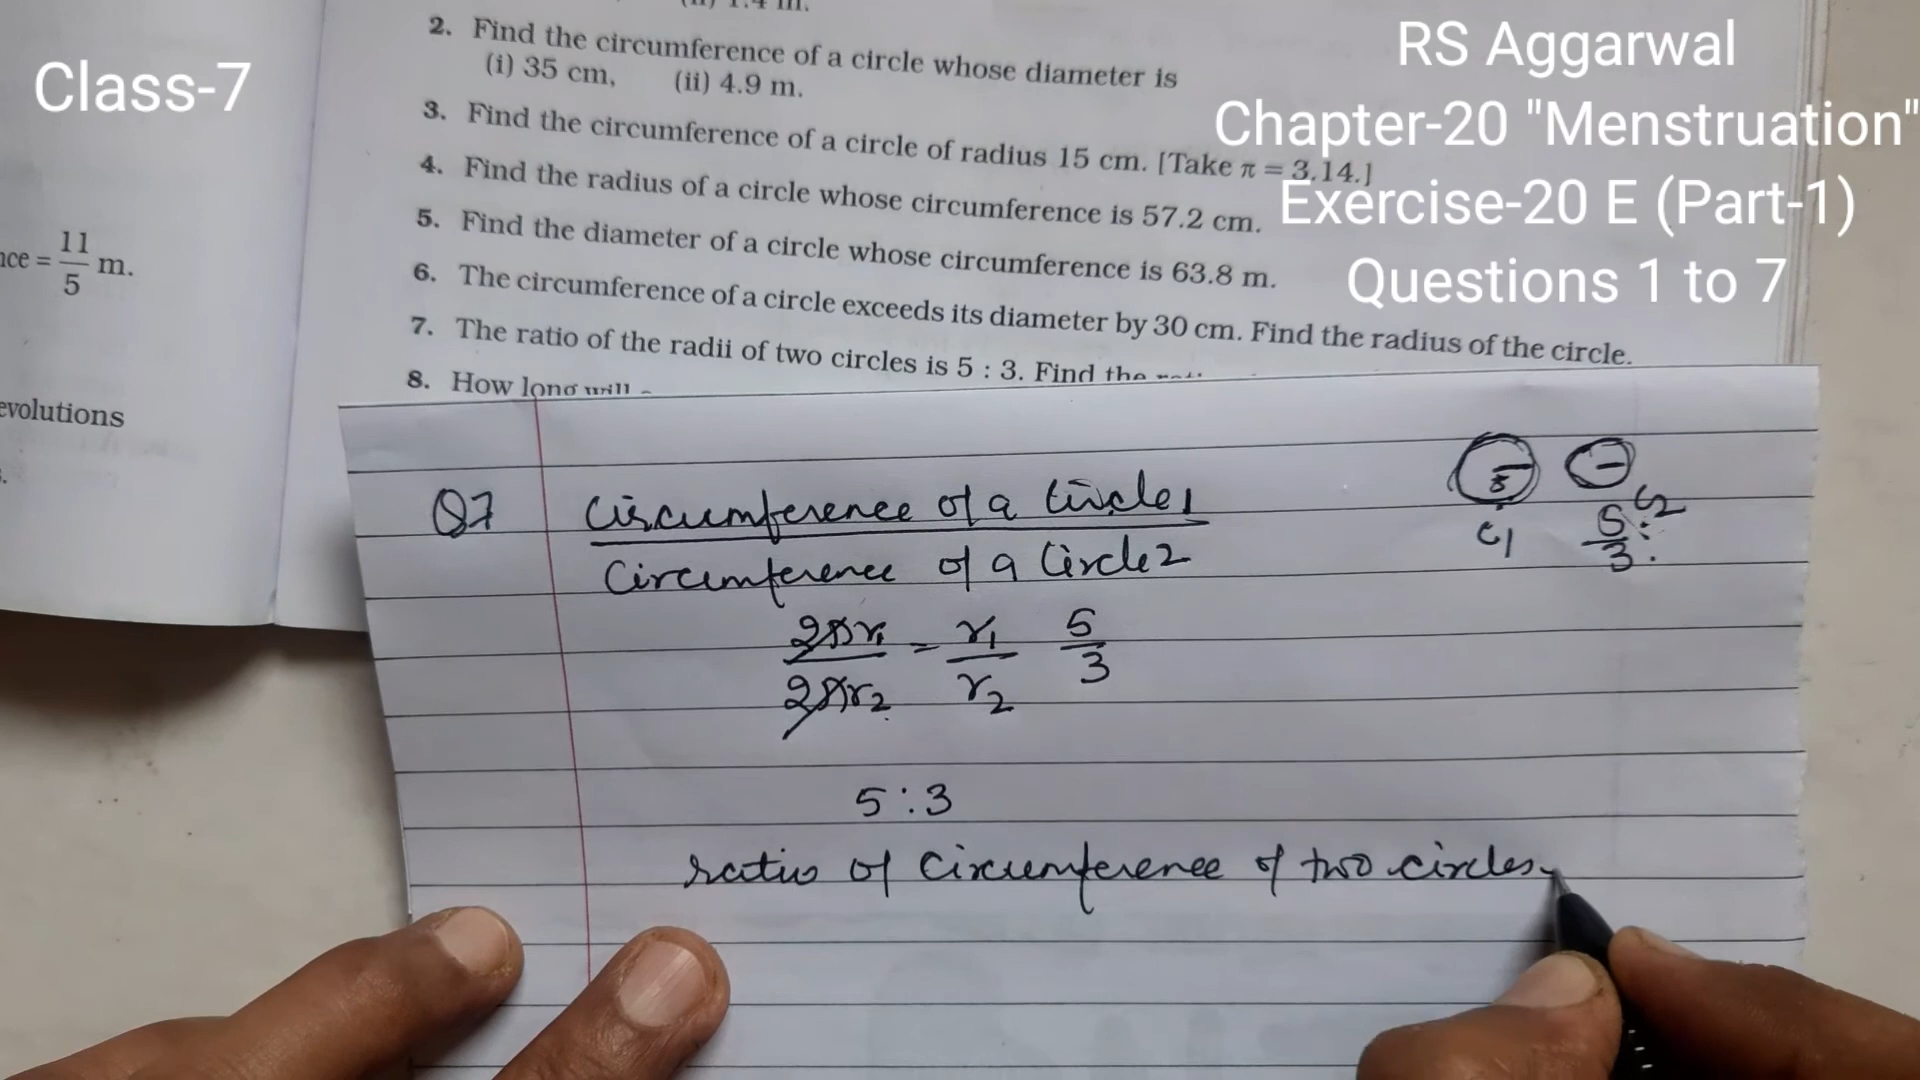 Class-7
RS Aggarwal
Chapter-20 "Menstruation"
Exercise-20 E (Part-1)
Questions 1 to 7
2. Find the circumference of a circle whose diameter is
(i) 35 cm, (ii) 4.9 m.
3. Find the circumference of a circle of radius 15 cm. [Take π = 3.14.]
4. Find the radius of a circle whose circumference is 57.2 cm.
5. Find the diameter of a circle whose circumference is 63.8 m.
6. The circumference of a circle exceeds its diameter by 30 cm. Find the radius of the circle.
7. The ratio of the radii of two circles is 5 : 3. Find the
8. How long will
= 11/5 m.
evolutions
Q7 Circumference of a Circle1
Circumference of a Circle2
2πr1/2πr2 = r1/r2 5/3
5:3
ratio of Circumference of two circles
5
C1
C2
5/3